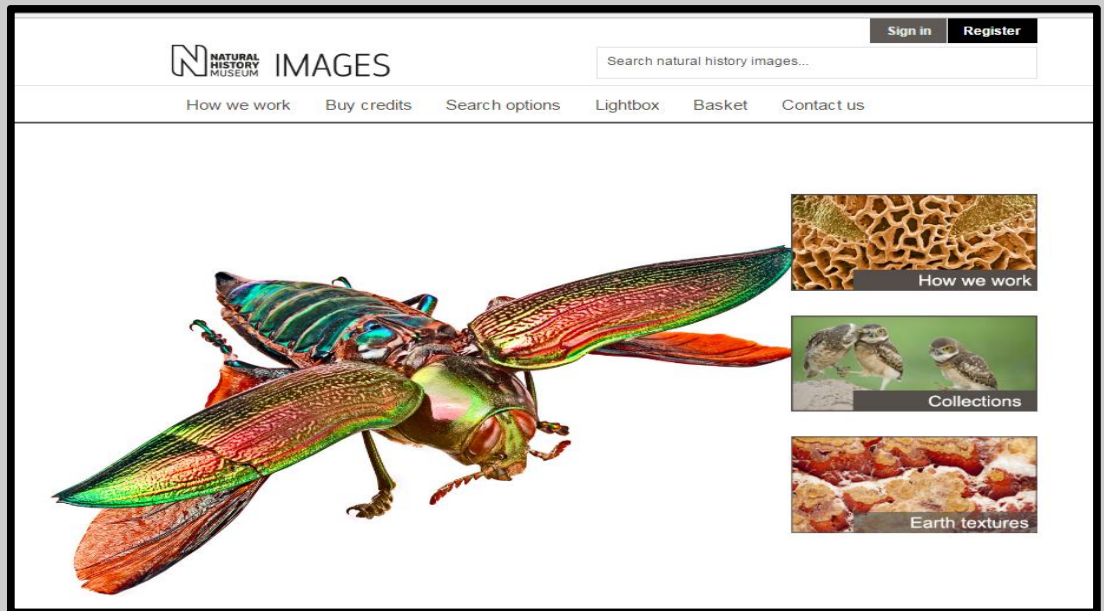 Sign in Register
NATURAL
HISTORY
MUSEUM
IMAGES
Search natural history images...
How we work Buy credits Search options Lightbox Basket Contact us
How we work
Collections
Earth textures